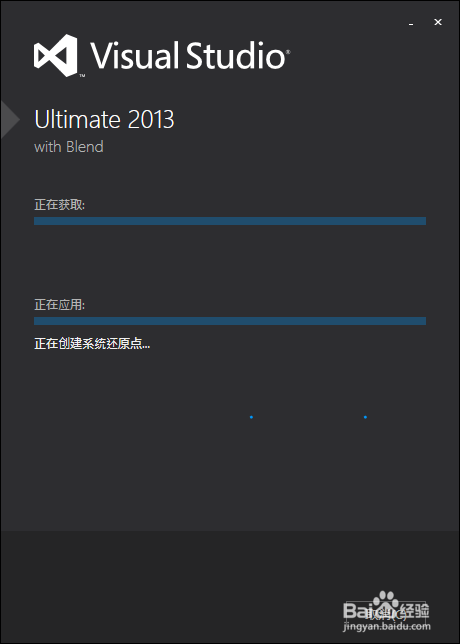 Visual Studio®
Ultimate 2013
with Blend
正在获取:
正在应用:
正在创建系统还原点...
Baidu 经验
jingyan.baidu.com